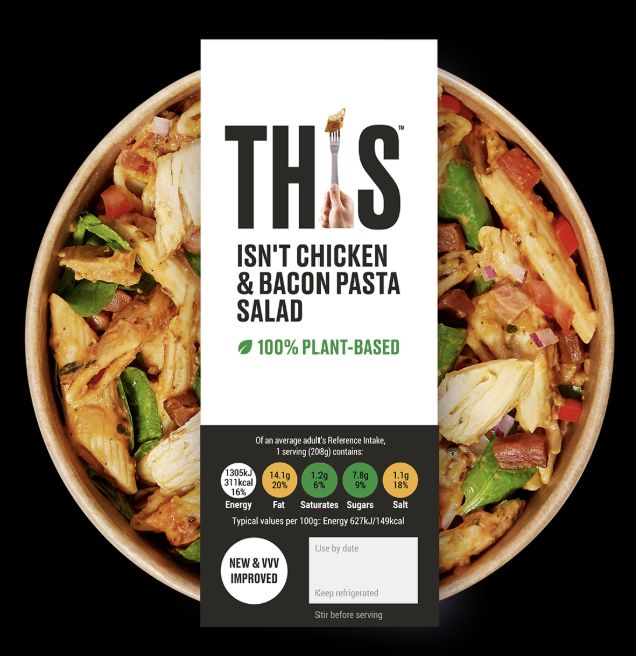 THIS™
ISN'T CHICKEN
& BACON PASTA
SALAD
100% PLANT-BASED
Of an average adult's Reference Intake,
1 serving (208g) contains:
1305kJ
311kcal
16%
Energy
14.1g
20%
Fat
1.2g
6%
Saturates
7.8g
9%
Sugars
1.1g
18%
Salt
Typical values per 100g: Energy 627kJ/149kcal
NEW & VVV
IMPROVED
Use by date
Keep refrigerated
Stir before serving